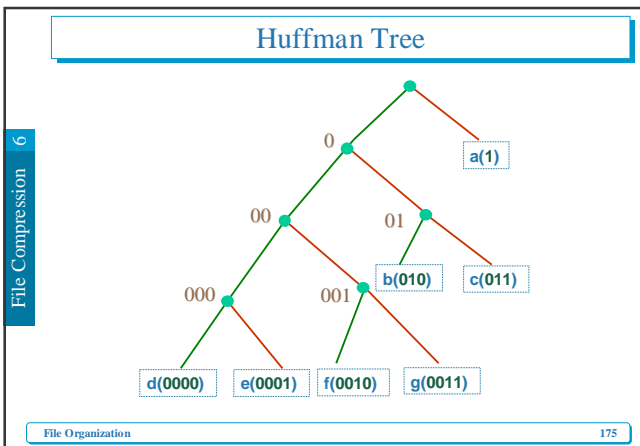 Huffman Tree
File Compression 6
0
a(1)
00
01
b(010)
c(011)
000
001
d(0000)
e(0001)
f(0010)
g(0011)
File Organization
175